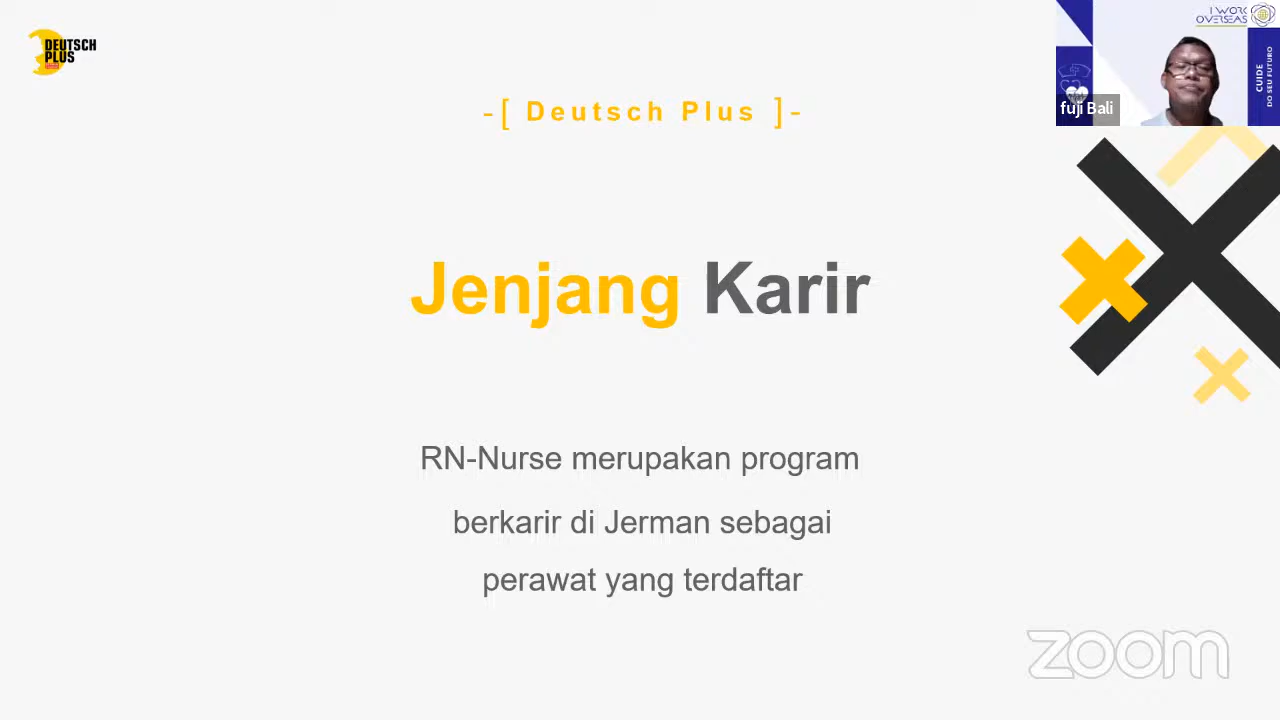 DEUTSCH
PLUS
-[ Deutsch Plus ]-
I WORK
OVERSEAS
CUIDE
DO SEU FUTURO
fuji Bali
Jenjang Karir
RN-Nurse merupakan program
berkarir di Jerman sebagai
perawat yang terdaftar
zoom